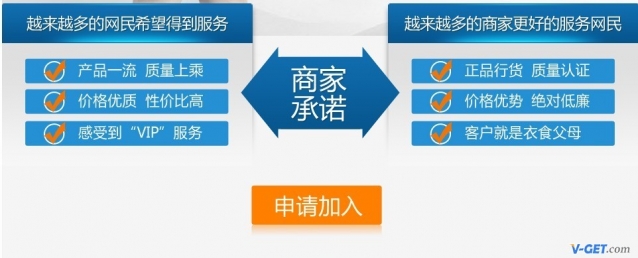 越来越多的网民希望得到服务
产品一流 质量上乘
价格优质 性价比高
感受到“VIP”服务
商家
承诺
越来越多的商家更好的服务网民
正品行货 质量认证
价格优势 绝对低廉
客户就是衣食父母
申请加入
V-GET.com